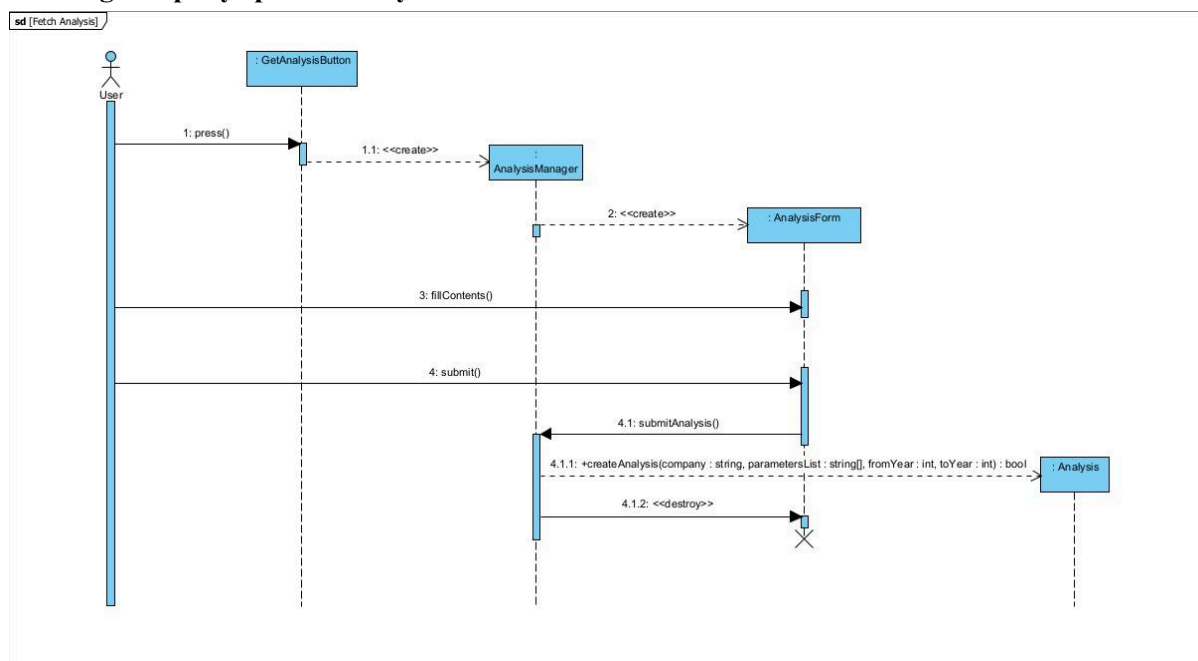 sd [Fetch Analysis]
User
: GetAnalysisButton
1: press()
1.1: <<create>>
:
AnalysisManager
2: <<create>>
: AnalysisForm
3: fillContents()
4: submit()
4.1: submitAnalysis()
4.1.1: +createAnalysis(company : string, parametersList : string[], fromYear : int, toYear : int) : bool
: Analysis
4.1.2: <<destroy>>